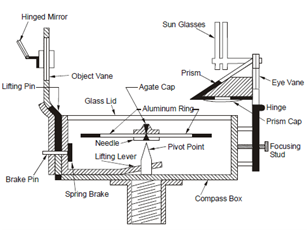 Hinged Mirror
Sun Glasses
Object Vane
Lifting Pin
Glass Lid
Agate Cap
Aluminum Ring
Prism
Eye Vane
Hinge
Prism Cap
Needle
Pivot Point
Lifting Lever
Focusing
Stud
Brake Pin
Spring Brake
Compass Box